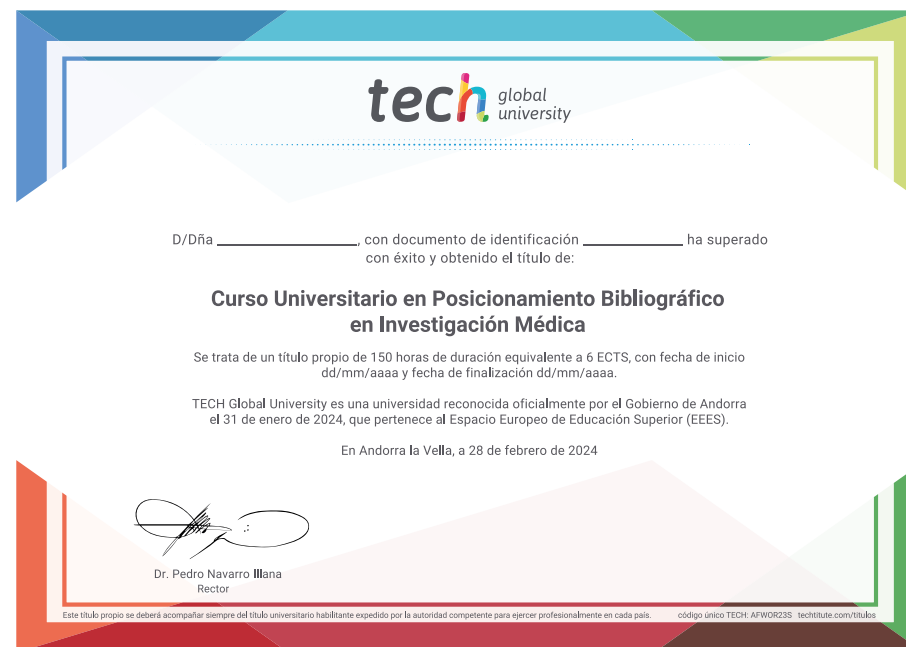 tech global university
D/Dña ____________________, con documento de identificación ______________ ha superado
con éxito y obtenido el título de:
Curso Universitario en Posicionamiento Bibliográfico
en Investigación Médica
Se trata de un título propio de 150 horas de duración equivalente a 6 ECTS, con fecha de inicio
dd/mm/aaaa y fecha de finalización dd/mm/aaaa.
TECH Global University es una universidad reconocida oficialmente por el Gobierno de Andorra
el 31 de enero de 2024, que pertenece al Espacio Europeo de Educación Superior (EEES).
En Andorra la Vella, a 28 de febrero de 2024
Dr. Pedro Navarro Illana
Rector
Este título propio se deberá acompañar siempre del título universitario habilitante expedido por la autoridad competente para ejercer profesionalmente en cada país. código único TECH: AFWOR23S techtitute.com/titulos